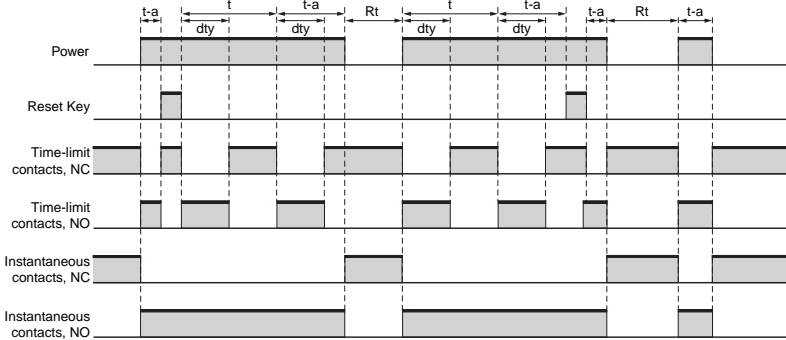 t-a t t-a Rt t t-a t-a Rt t-a
dty dty dty dty
Power
Reset Key
Time-limit
contacts, NC
Time-limit
contacts, NO
Instantaneous
contacts, NC
Instantaneous
contacts, NO